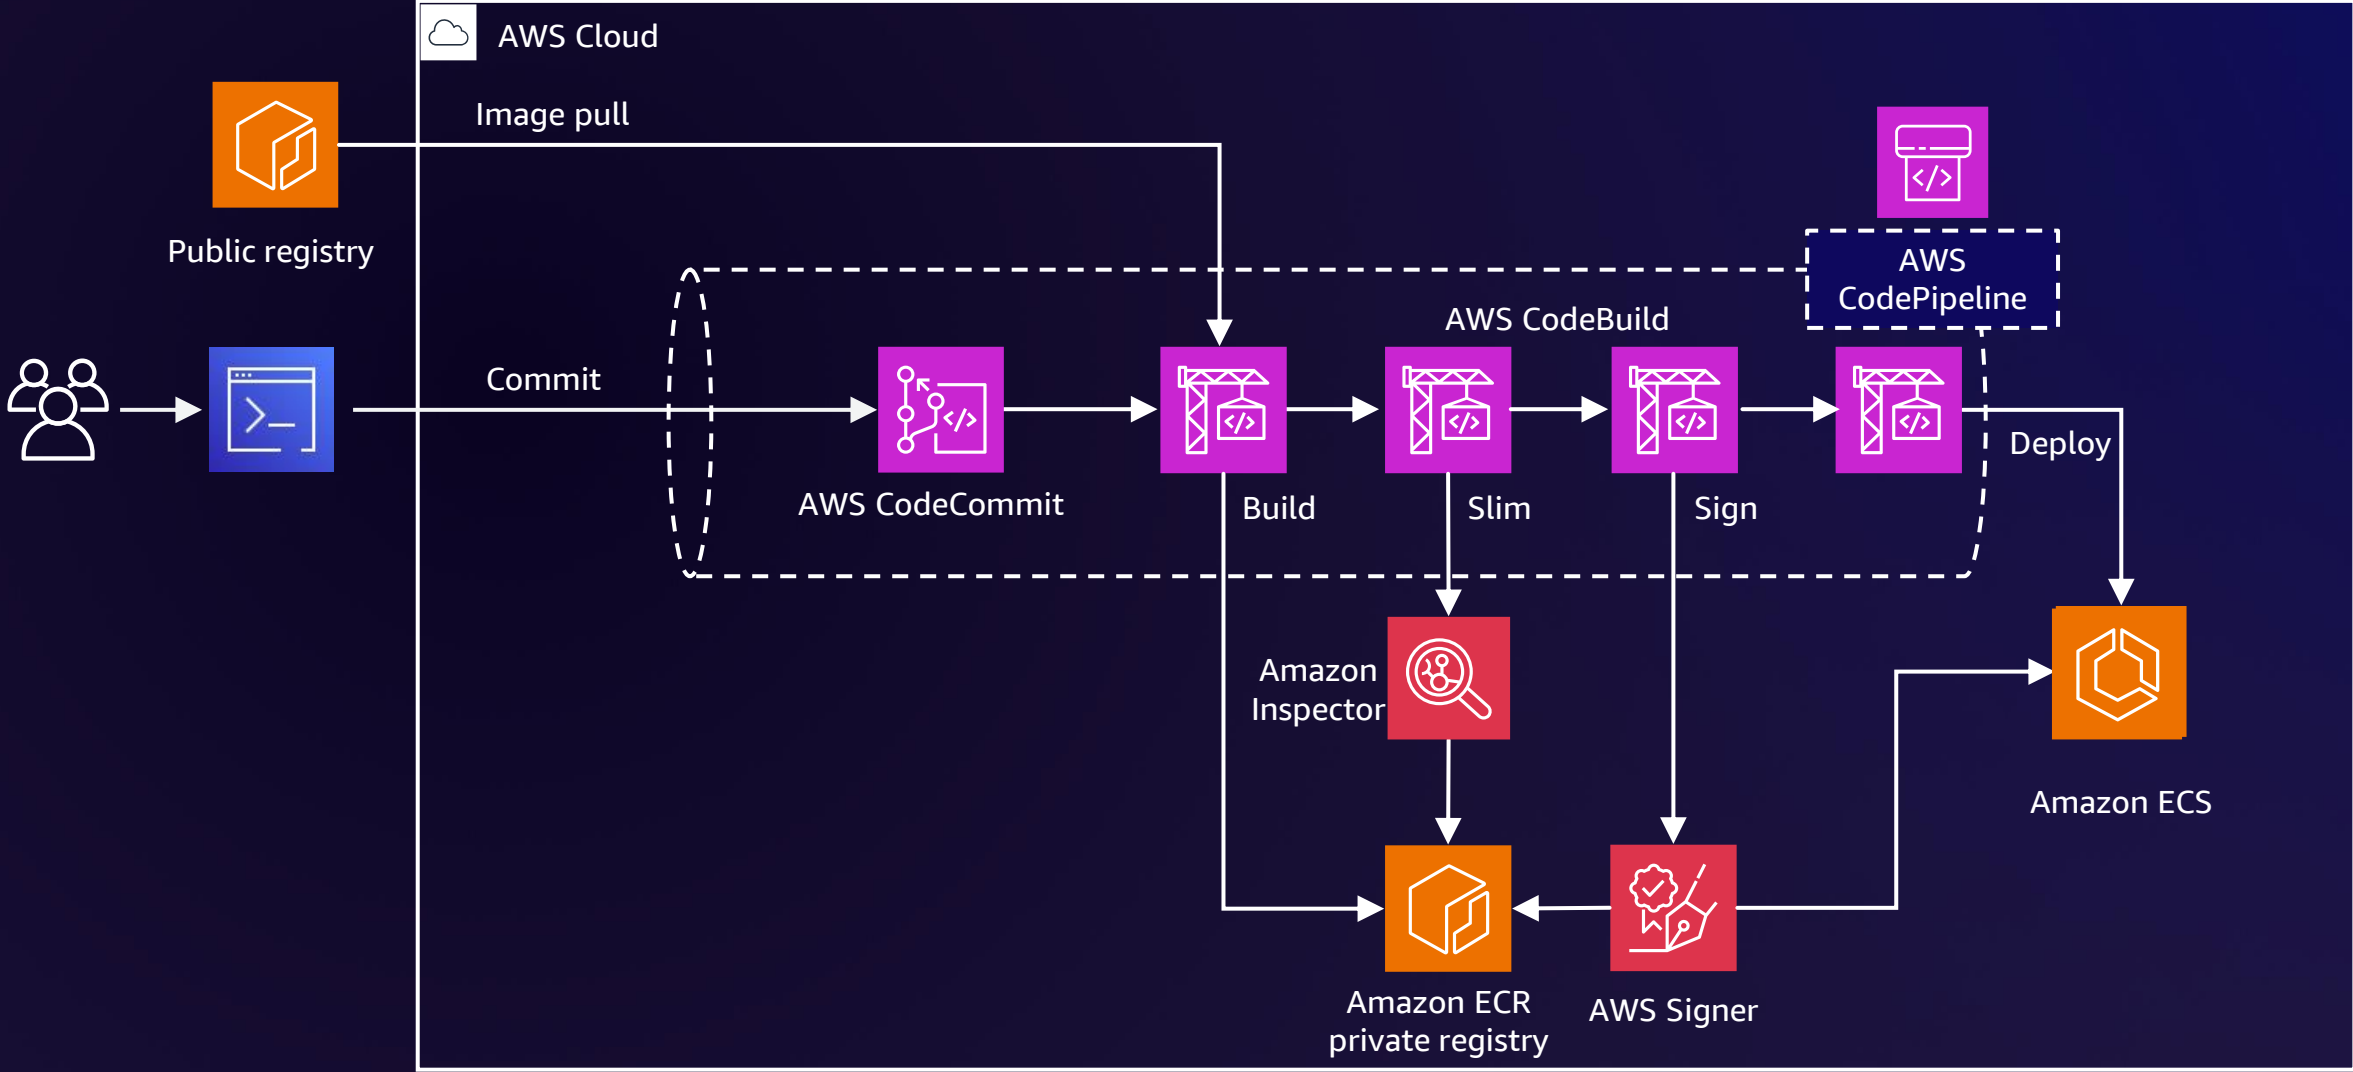 AWS Cloud
Image pull
Public registry
AWS
CodePipeline
AWS CodeBuild
Commit
</>
</>
</>
</>
</>
</>
>_
Deploy
AWS CodeCommit
Build
Slim
Sign
Amazon
Inspector
Amazon ECS
Amazon ECR
private registry
AWS Signer